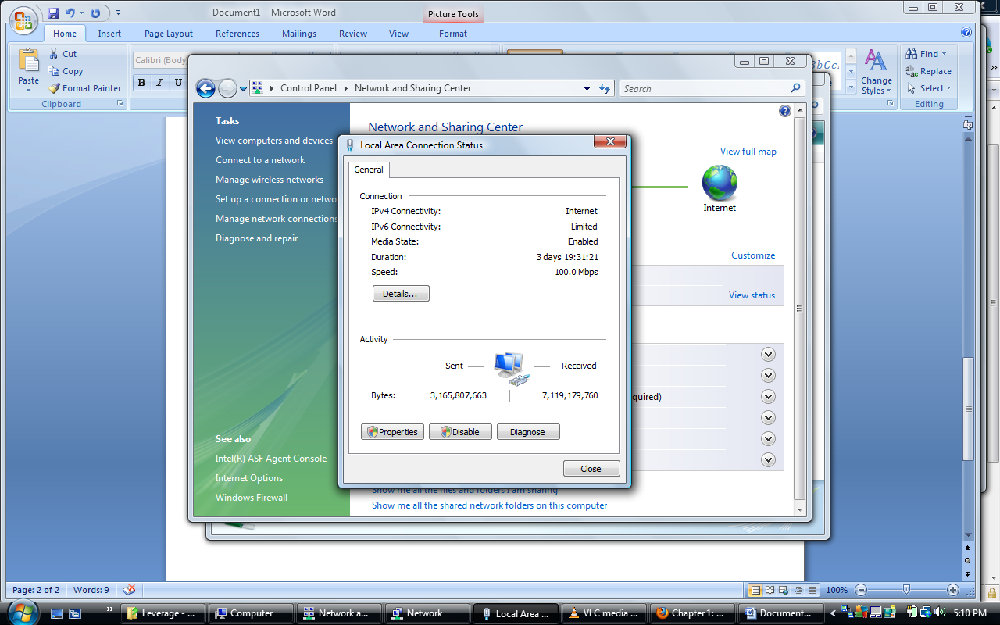 Document1 - Microsoft Word
Picture Tools
Home Insert Page Layout References Mailings Review View Format
Cut
Calibri (Body
Find
Paste
Copy
Replace
Change Styles
Format Painter
B I U
Select
Clipboard
Editing
Control Panel Network and Sharing Center
Search
Tasks
View computers and devices
Connect to a network
Manage wireless networks
Set up a connection or netwo
Manage network connections
Diagnose and repair
See also
Intel(R) ASF Agent Console
Internet Options
Windows Firewall
Network and Sharing Center
View full map
Internet
Customize
View status
quired)
Show me all the files and folders I am sharing
Show me all the shared network folders on this computer
Local Area Connection Status
General
Connection
IPv4 Connectivity: Internet
IPv6 Connectivity: Limited
Media State: Enabled
Duration: 3 days 19:31:21
Speed: 100.0 Mbps
Details...
Activity
Sent Received
Bytes: 3,165,807,663 7,119,179,760
Properties Disable Diagnose
Close
Page: 2 of 2 Words: 9 100%
Leverage - ... Computer Network a... Network Local Area ... VLC media ... Chapter 1: ... Document... 5:10 PM